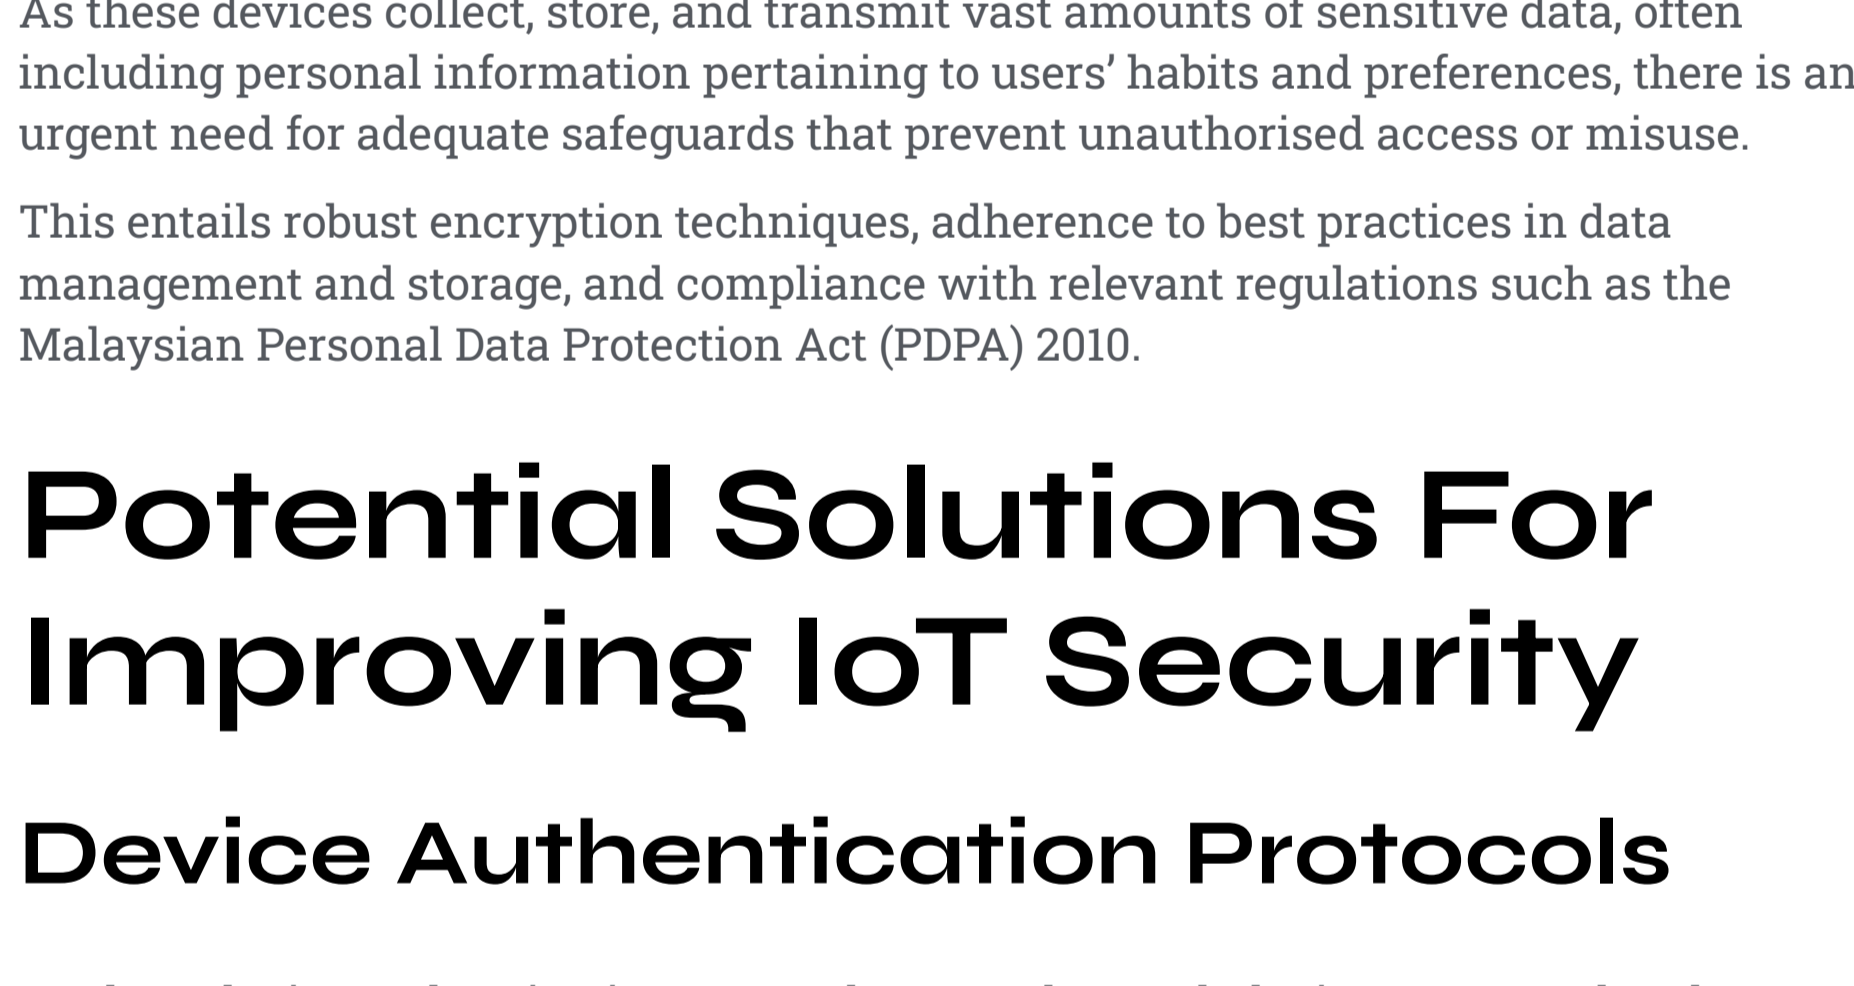 As these devices collect, store, and transmit vast amounts of sensitive data, often
including personal information pertaining to users’ habits and preferences, there is an
urgent need for adequate safeguards that prevent unauthorised access or misuse.
This entails robust encryption techniques, adherence to best practices in data
management and storage, and compliance with relevant regulations such as the
Malaysian Personal Data Protection Act (PDPA) 2010.
Potential Solutions For
Improving IoT Security
Device Authentication Protocols